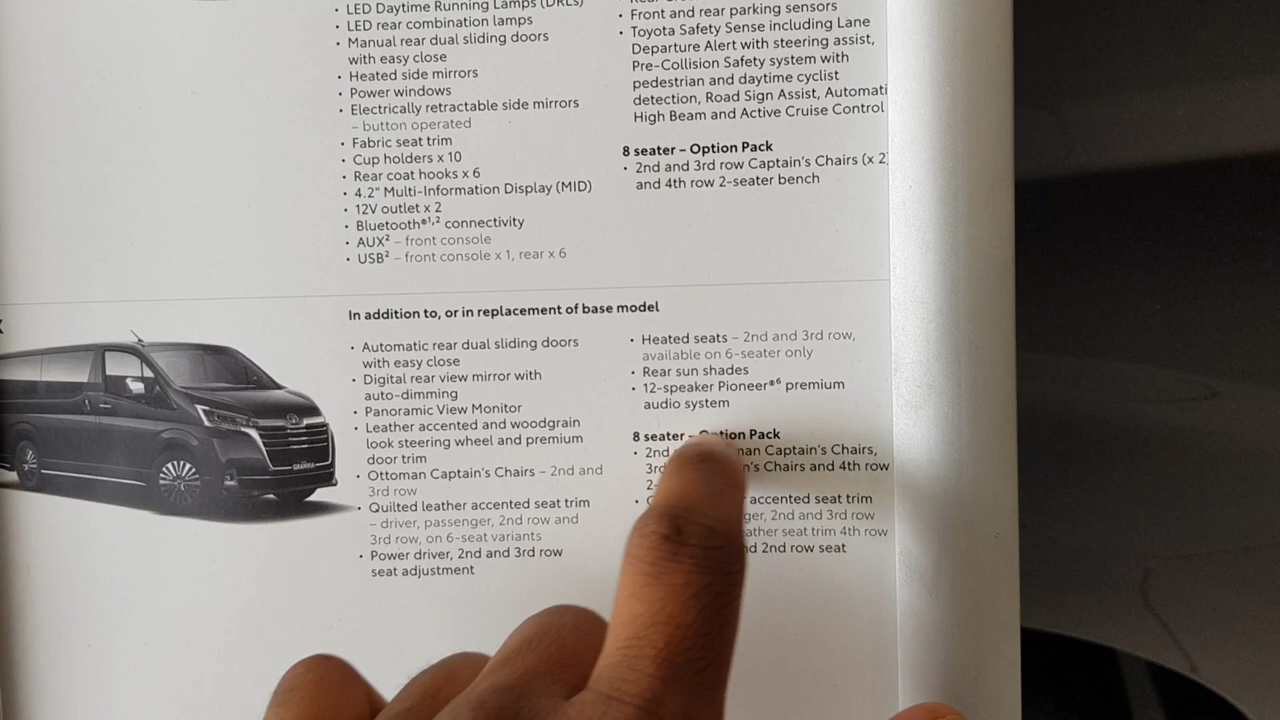 LED Daytime Running Lamps (DRLs)
• LED rear combination lamps
• Manual rear dual sliding doors
with easy close
• Heated side mirrors
• Power windows
• Electrically retractable side mirrors
– button operated
• Fabric seat trim
• Cup holders x 10
• Rear coat hooks x 6
• 4.2" Multi-Information Display (MID)
• 12V outlet x 2
• Bluetooth®¹,² connectivity
• AUX² – front console
• USB² – front console x 1, rear x 6
• Front and rear parking sensors
• Toyota Safety Sense including Lane
Departure Alert with steering assist,
Pre-Collision Safety system with
pedestrian and daytime cyclist
detection, Road Sign Assist, Automati
High Beam and Active Cruise Control
8 seater – Option Pack
• 2nd and 3rd row Captain's Chairs (x 2
and 4th row 2-seater bench
In addition to, or in replacement of base model
• Automatic rear dual sliding doors
with easy close
• Digital rear view mirror with
auto-dimming
• Panoramic View Monitor
• Leather accented and woodgrain
look steering wheel and premium
door trim
• Ottoman Captain's Chairs – 2nd and
3rd row
• Quilted leather accented seat trim
– driver, passenger, 2nd row and
3rd row, on 6-seat variants
• Power driver, 2nd and 3rd row
seat adjustment
• Heated seats – 2nd and 3rd row,
available on 6-seater only
• Rear sun shades
• 12-speaker Pioneer®⁶ premium
audio system
8 seater – Option Pack
• 2nd Captain's Chairs,
3rd Chairs and 4th row
accented seat trim
2nd and 3rd row
seat trim 4th row
2nd row seat
GRANVIA